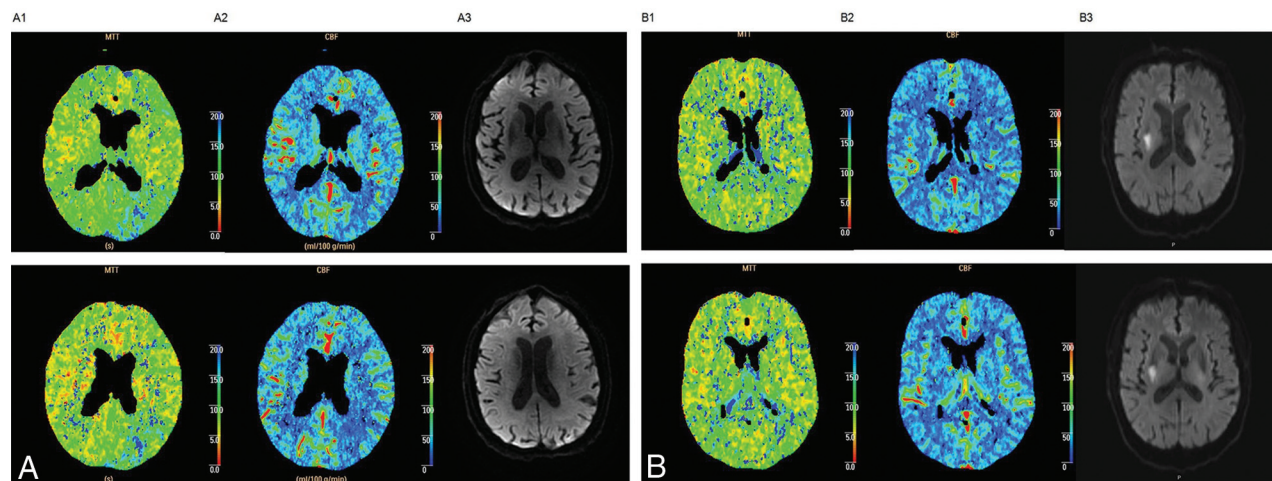 A1 A2 A3 B1 B2 B3
MTT CBF MTT CBF
20.0 200 20.0 200
15.0 150 15.0 150
10.0 100 10.0 100
5.0 50 5.0 50
0.0 0 0.0 0
(s) (ml/100 g/min) P
MTT CBF MTT CBF
20.0 200 20.0 200
15.0 150 15.0 150
10.0 100 10.0 100
5.0 50 5.0 50
0.0 0 0.0 0
A (s) (ml/100 g/min) B P